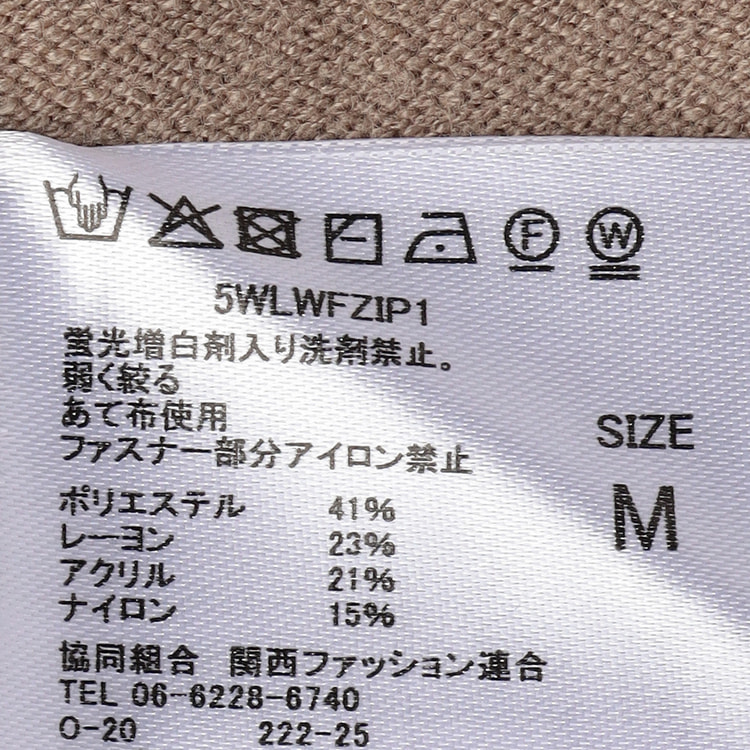 F W
5WLWFZIP1
蛍光増白剤入り洗剤禁止。
弱く絞る
あて布使用
ファスナー部分アイロン禁止
SIZE
M
ポリエステル 41%
レーヨン 23%
アクリル 21%
ナイロン 15%
協同組合 関西ファッション連合
TEL 06-6228-6740
O-20 222-25